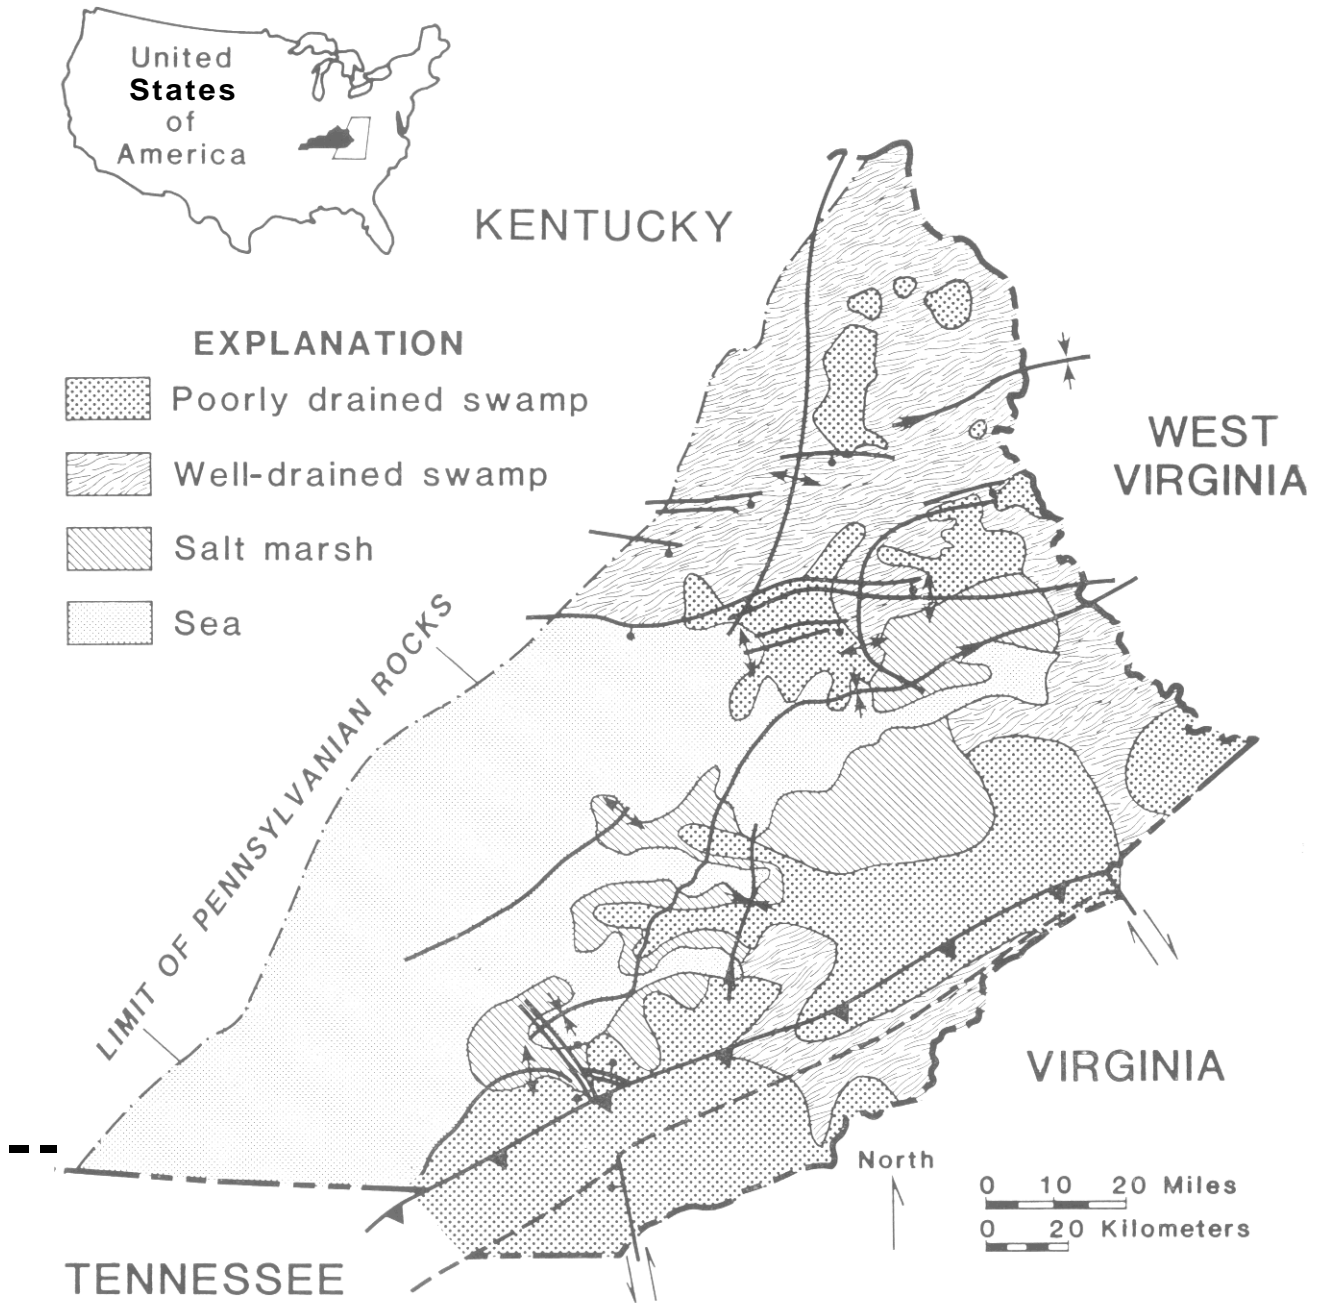 United
States
of
America
KENTUCKY
EXPLANATION
Poorly drained swamp
Well-drained swamp
Salt marsh
Sea
WEST
VIRGINIA
LIMIT OF PENNSYLVANIAN ROCKS
VIRGINIA
North
0 10 20 Miles
0 20 Kilometers
TENNESSEE